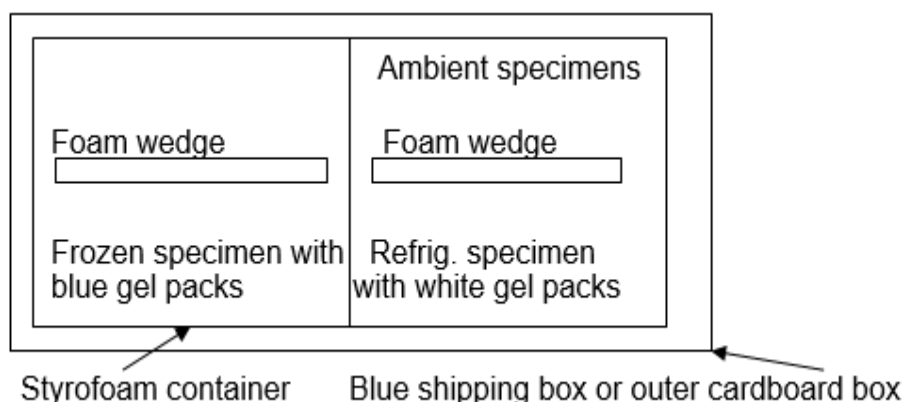 Ambient specimens
Foam wedge
Foam wedge
Frozen specimen with
blue gel packs
Refrig. specimen
with white gel packs
Styrofoam container
Blue shipping box or outer cardboard box